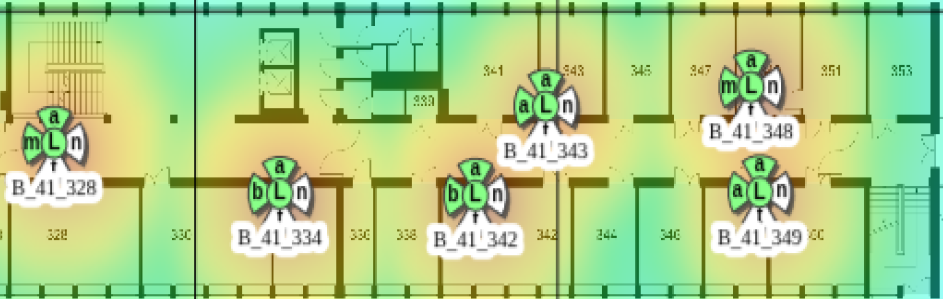 341
343
345
347
351
353
339
a
m L n
a
a L n
a
m L n
B_41_328
B_41_343
B_41_348
a
b L n
a
b L n
a
a L n
B_41_334
B_41_342
B_41_349
328
330
336
338
342
344
346